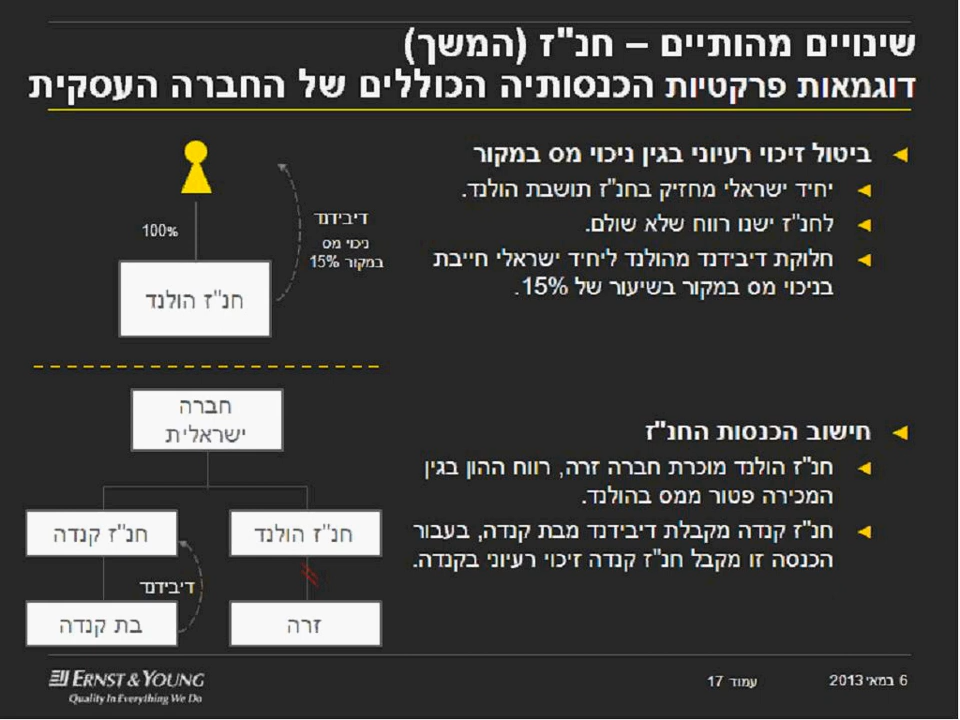 שינויים מהותיים – חנ"ז (המשך)
דוגמאות פרקטיות הכנסותיה הכוללים של החברה העסקית
ביטול זיכוי רעיוני בגין ניכוי מס במקור
יחיד ישראלי מחזיק בחנ"ז תושבת הולנד.
לחנ"ז ישנו רווח שלא שולם.
חלוקת דיבידנד מהולנד ליחיד ישראלי חייבת
בניכוי מס במקור בשיעור של 15%.
100%
דיבידנד
ניכוי מס
במקור 15%
חנ"ז הולנד
חישוב הכנסות החנ"ז
חנ"ז הולנד מוכרת חברה זרה, רווח ההון בגין
המכירה פטור ממס בהולנד.
חנ"ז קנדה מקבלת דיבידנד מבת קנדה, בעבור
הכנסה זו מקבל חנ"ז קנדה זיכוי רעיוני בקנדה.
חברה
ישראלית
חנ"ז הולנד
חנ"ז קנדה
דיבידנד
זרה
בת קנדה
6 במאי 2013
עמוד 17
ERNST & YOUNG
Quality In Everything We Do